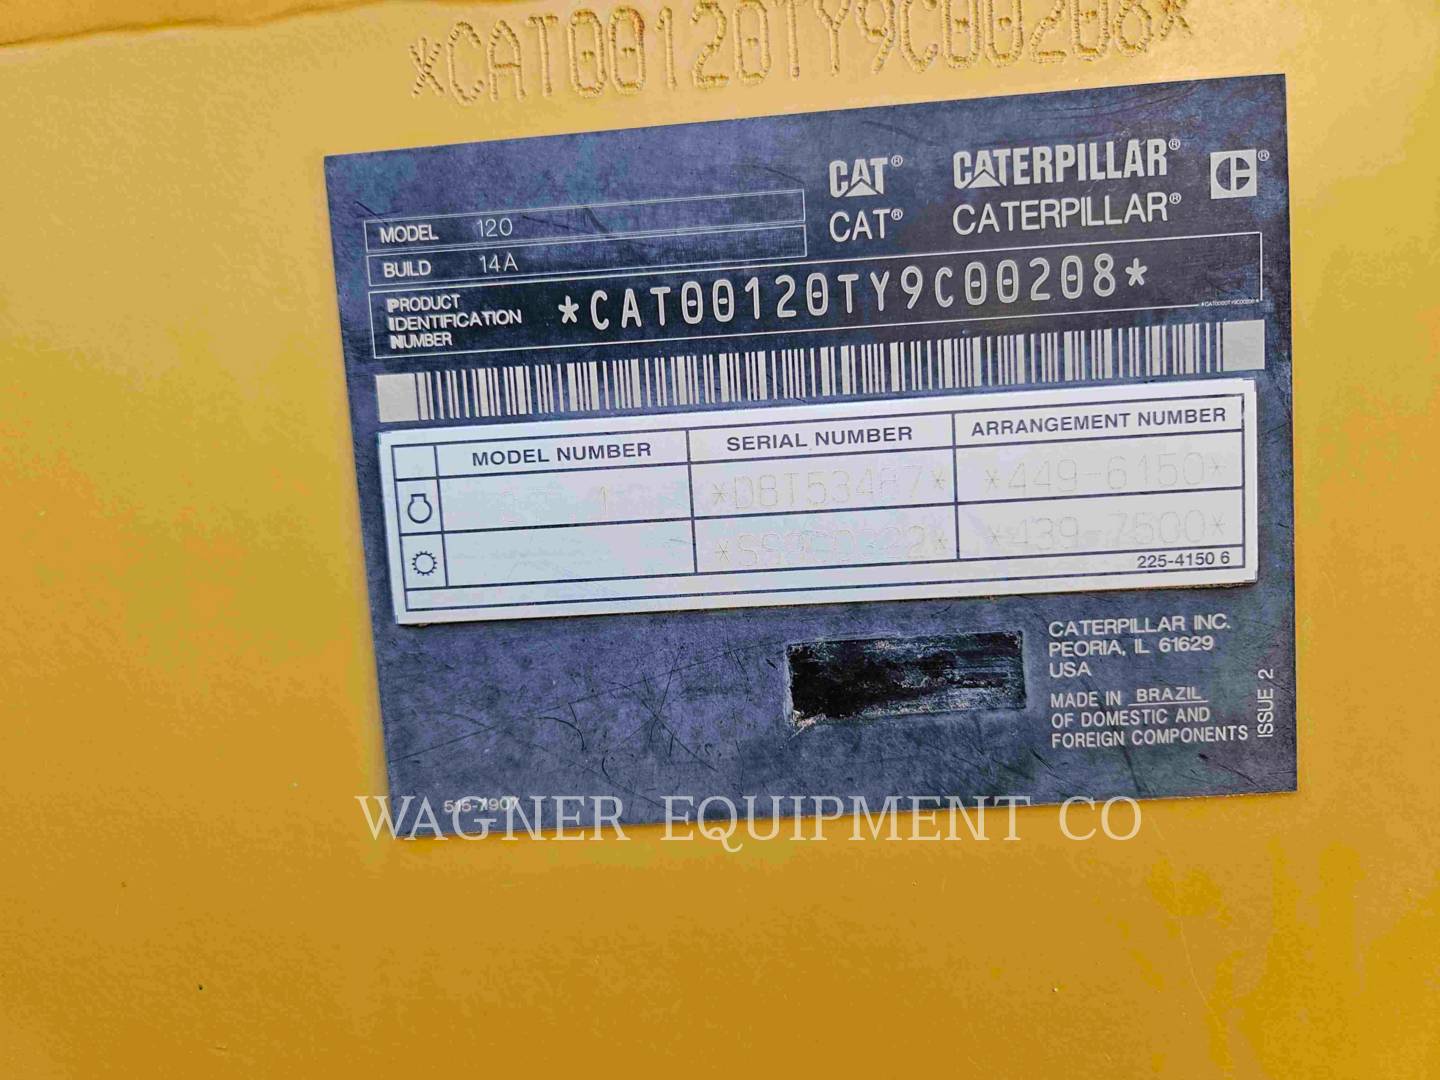 *CAT00120TY9C00208*
CAT® CATERPILLAR® ®
CAT® CATERPILLAR®
MODEL 120
BUILD 14A
PRODUCT IDENTIFICATION NUMBER *CAT00120TY9C00208*
MODEL NUMBER SERIAL NUMBER ARRANGEMENT NUMBER
*449-6150*
*439-7500*
225-4150 6
CATERPILLAR INC.
PEORIA, IL 61629
USA
MADE IN BRAZIL
OF DOMESTIC AND
FOREIGN COMPONENTS
ISSUE 2
WAGNER EQUIPMENT CO